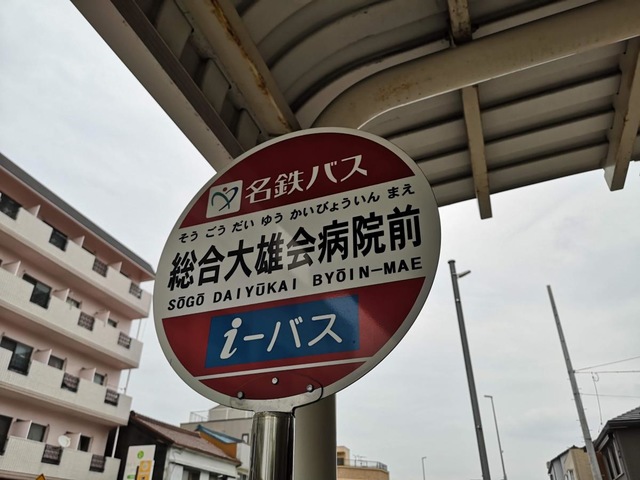 名鉄バス
そう ごう だい ゆう かいびょういん まえ
総合大雄会病院前
SŌGŌ DAIYŪKAI BYŌIN-MAE
i-バス